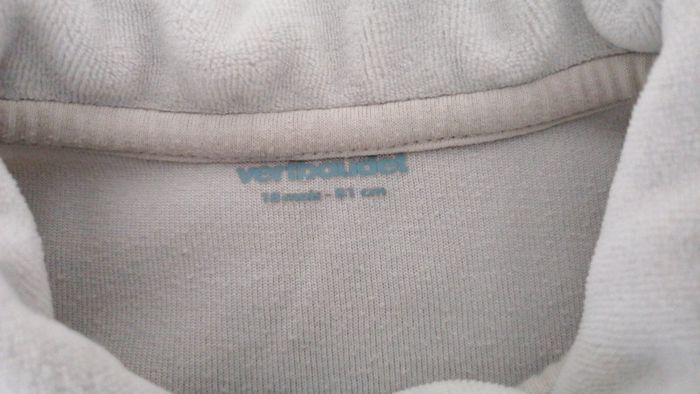 vertbaudet
18 mois - 81 cm